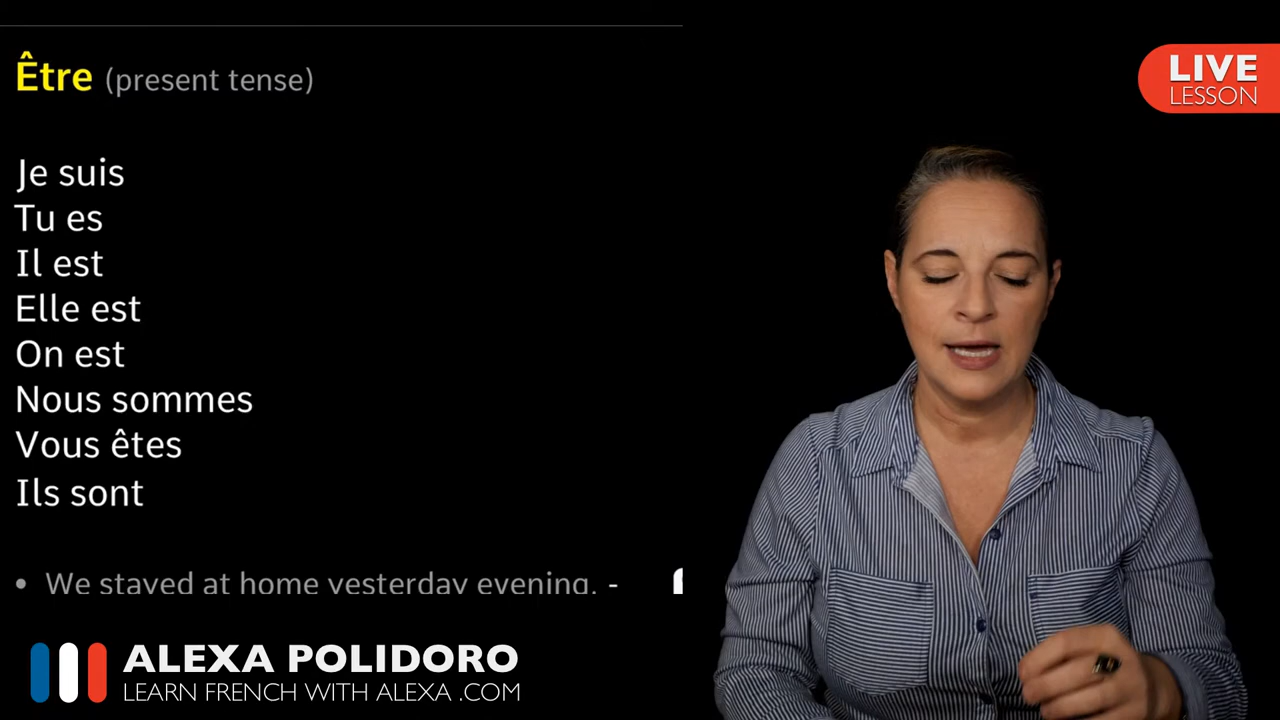 Être (present tense)
Je suis
Tu es
Il est
Elle est
On est
Nous sommes
Vous êtes
Ils sont
• We stayed at home yesterday evening. -
LIVE
LESSON
ALEXA POLIDORO
LEARN FRENCH WITH ALEXA .COM